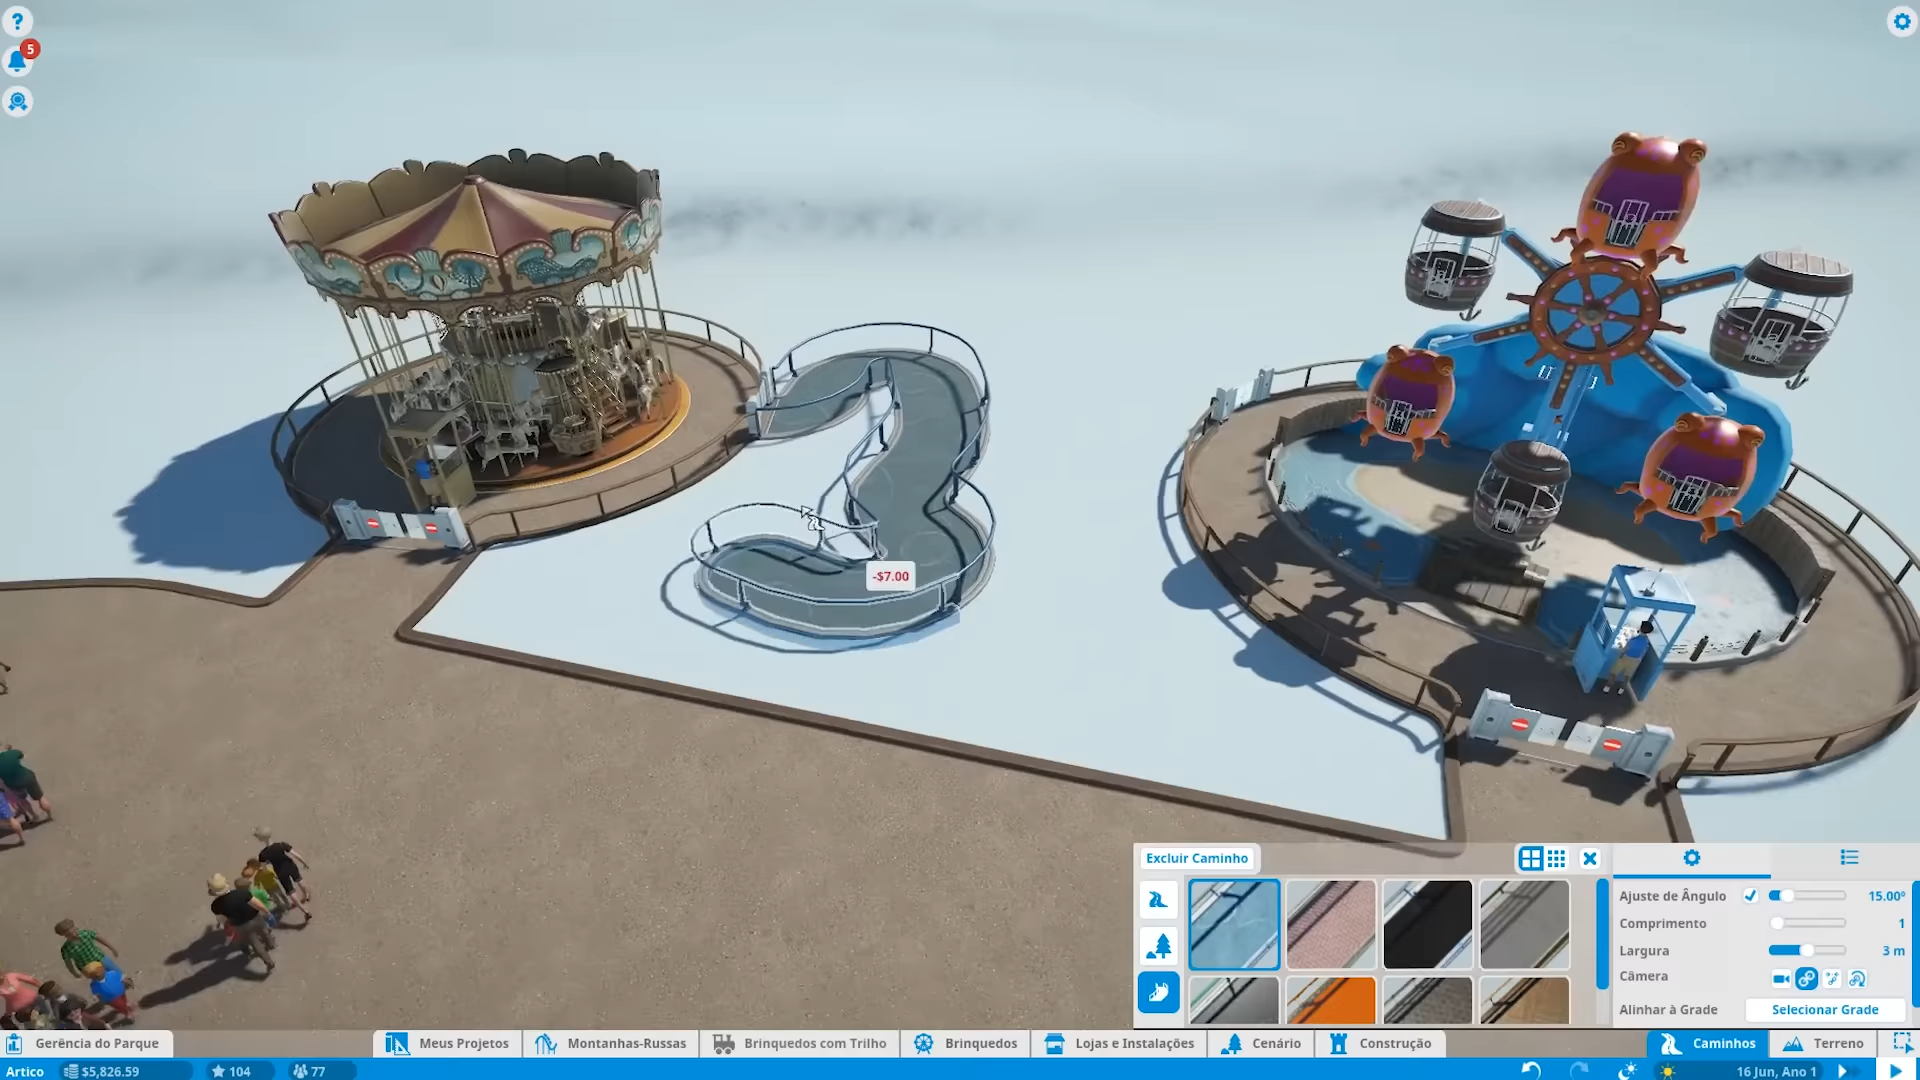 ?
5
-$7.00
Excluir Caminho
Ajuste de Ângulo 15.00°
Comprimento 1
Largura 3 m
Câmera
Alinhar à Grade Selecionar Grade
Gerência do Parque Meus Projetos Montanhas-Russas Brinquedos com Trilho Brinquedos Lojas e Instalações Cenário Construção Caminhos Terreno
Artico $5,826.59 104 77 16 Jun, Ano 1